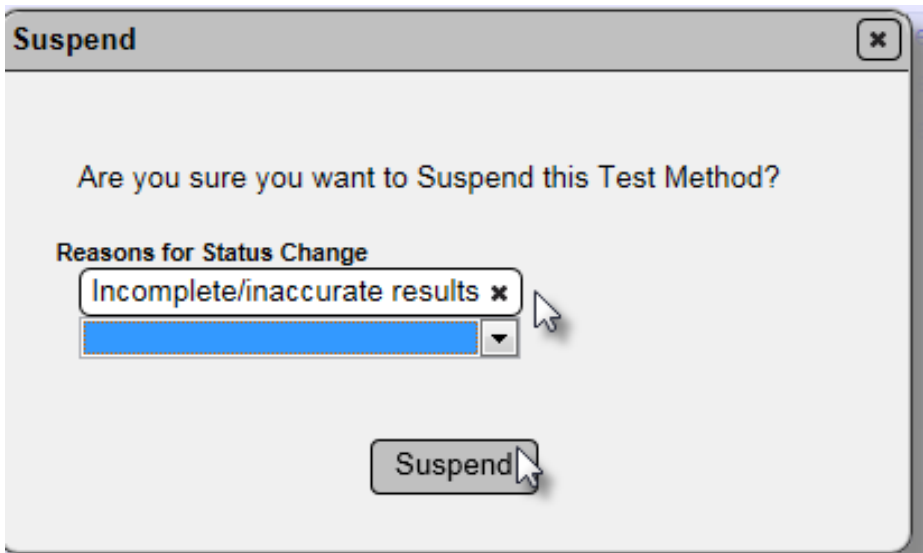 Suspend
Are you sure you want to Suspend this Test Method?
Reasons for Status Change
Incomplete/inaccurate results
Suspend